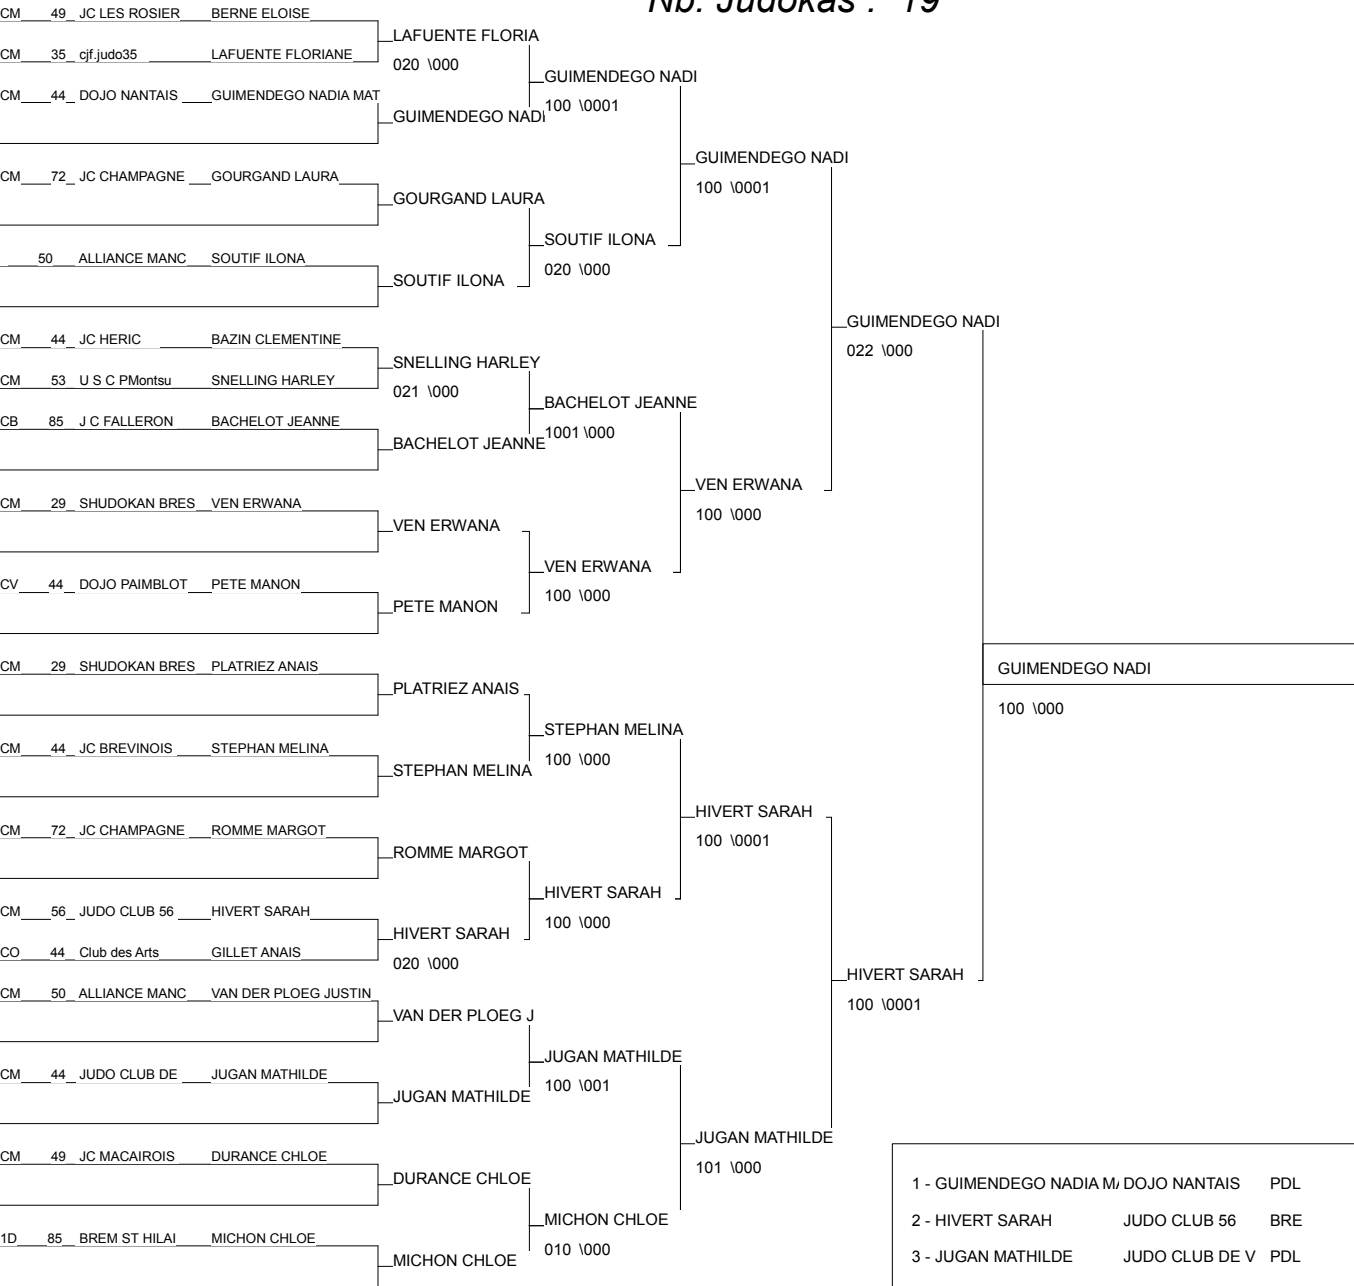 Nb. Judokas : 19
CM 49 JC LES ROSIER BERNE ELOISE
LAFUENTE FLORIA
CM 35 cjf.judo35 LAFUENTE FLORIANE
020 \000
GUIMENDEGO NADI
CM 44 DOJO NANTAIS GUIMENDEGO NADIA MAT
100 \0001
GUIMENDEGO NADI
GUIMENDEGO NADI
CM 72 JC CHAMPAGNE GOURGAND LAURA
100 \0001
GOURGAND LAURA
SOUTIF ILONA
50 ALLIANCE MANC SOUTIF ILONA
020 \000
SOUTIF ILONA
GUIMENDEGO NADI
CM 44 JC HERIC BAZIN CLEMENTINE
022 \000
SNELLING HARLEY
CM 53 U S C PMontsu SNELLING HARLEY
021 \000
BACHELOT JEANNE
CB 85 J C FALLERON BACHELOT JEANNE
1001 \000
BACHELOT JEANNE
VEN ERWANA
CM 29 SHUDOKAN BRES VEN ERWANA
100 \000
VEN ERWANA
VEN ERWANA
CV 44 DOJO PAIMBLOT PETE MANON
100 \000
PETE MANON
CM 29 SHUDOKAN BRES PLATRIEZ ANAIS
GUIMENDEGO NADI
PLATRIEZ ANAIS
100 \000
STEPHAN MELINA
CM 44 JC BREVINOIS STEPHAN MELINA
100 \000
STEPHAN MELINA
HIVERT SARAH
CM 72 JC CHAMPAGNE ROMME MARGOT
100 \0001
ROMME MARGOT
HIVERT SARAH
CM 56 JUDO CLUB 56 HIVERT SARAH
100 \000
HIVERT SARAH
CO 44 Club des Arts GILLET ANAIS
020 \000
HIVERT SARAH
CM 50 ALLIANCE MANC VAN DER PLOEG JUSTIN
100 \0001
VAN DER PLOEG J
JUGAN MATHILDE
CM 44 JUDO CLUB DE JUGAN MATHILDE
100 \001
JUGAN MATHILDE
JUGAN MATHILDE
CM 49 JC MACAIROIS DURANCE CHLOE
101 \000
DURANCE CHLOE
1 - GUIMENDEGO NADIA MA DOJO NANTAIS PDL
MICHON CHLOE
2 - HIVERT SARAH JUDO CLUB 56 BRE
1D 85 BREM ST HILAI MICHON CHLOE
010 \000
3 - JUGAN MATHILDE JUDO CLUB DE V PDL
MICHON CHLOE